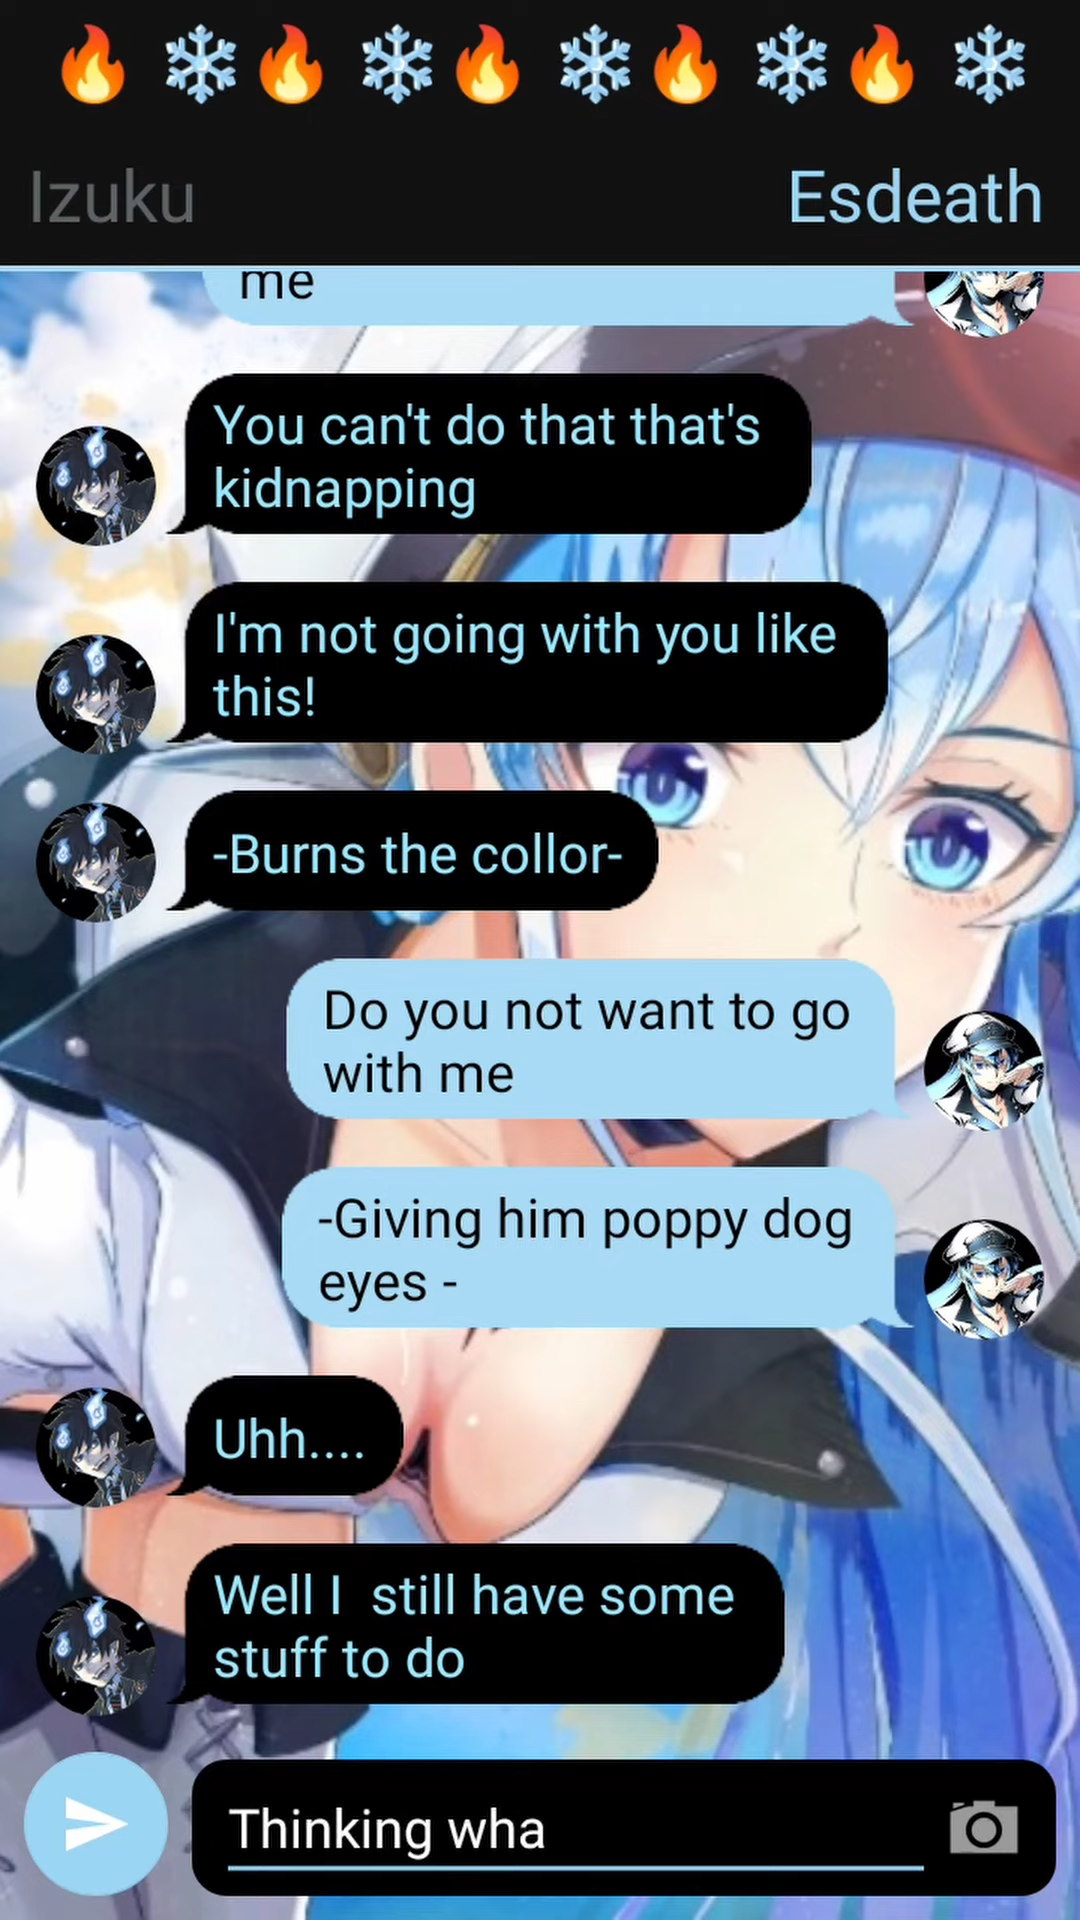 🔥 ❄️🔥 ❄️🔥 ❄️🔥 ❄️🔥 ❄️
Izuku
Esdeath
me
You can't do that that's
kidnapping
I'm not going with you like
this!
-Burns the collor-
Do you not want to go
with me
-Giving him poppy dog
eyes -
Uhh....
Well I  still have some
stuff to do
Thinking wha